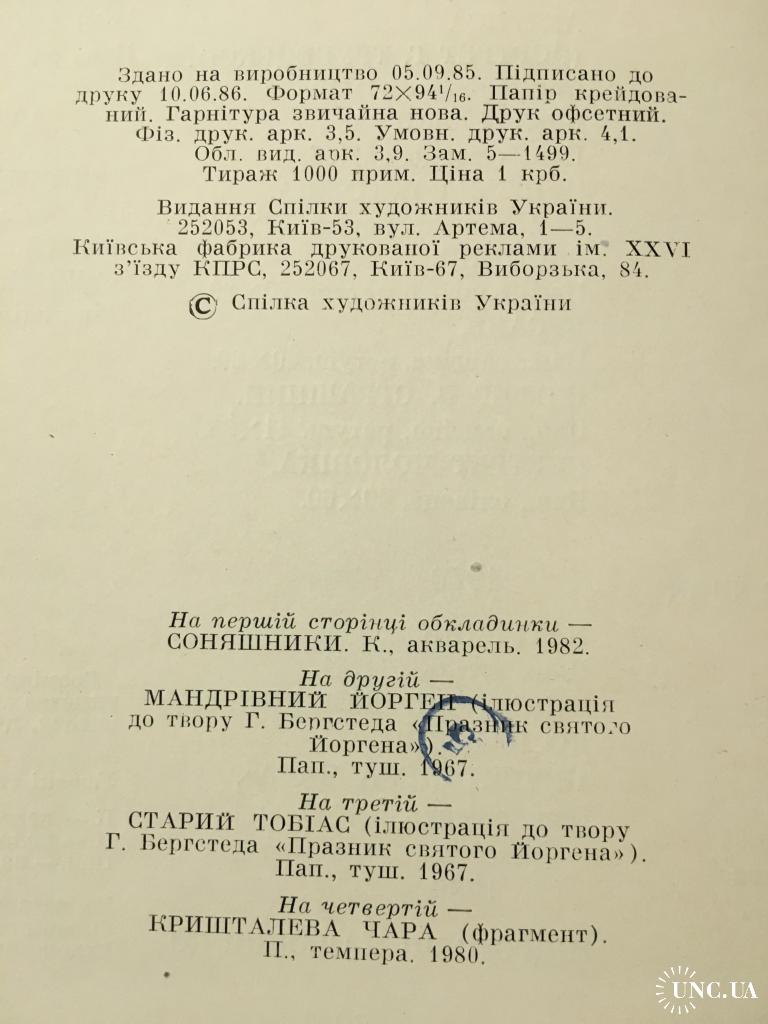 Здано на виробництво 05.09.85. Підписано до
друку 10.06.86. Формат 72×94¹/₁₆. Папір крейдова-
ний. Гарнітура звичайна нова. Друк офсетний.
Фіз. друк. арк. 3,5. Умовн. друк. арк. 4,1.
Обл. вид. арк. 3,9. Зам. 5—1499.
Тираж 1000 прим. Ціна 1 крб.
Видання Спілки художників України.
252053, Київ-53, вул. Артема, 1—5.
Київська фабрика друкованої реклами ім. XXVI
з'їзду КПРС, 252067, Київ-67, Виборзька, 84.
© Спілка художників України
На першій сторінці обкладинки —
СОНЯШНИКИ. К., акварель. 1982.
На другій —
МАНДРІВНИЙ ЙОРГЕН (ілюстрація
до твору Г. Бергстеда «Празник святого
Йоргена»).
Пап., туш. 1967.
На третій —
СТАРИЙ ТОБІАС (ілюстрація до твору
Г. Бергстеда «Празник святого Йоргена»).
Пап., туш. 1967.
На четвертій —
КРИШТАЛЕВА ЧАРА (фрагмент).
П., темпера. 1980.
UNC.UA